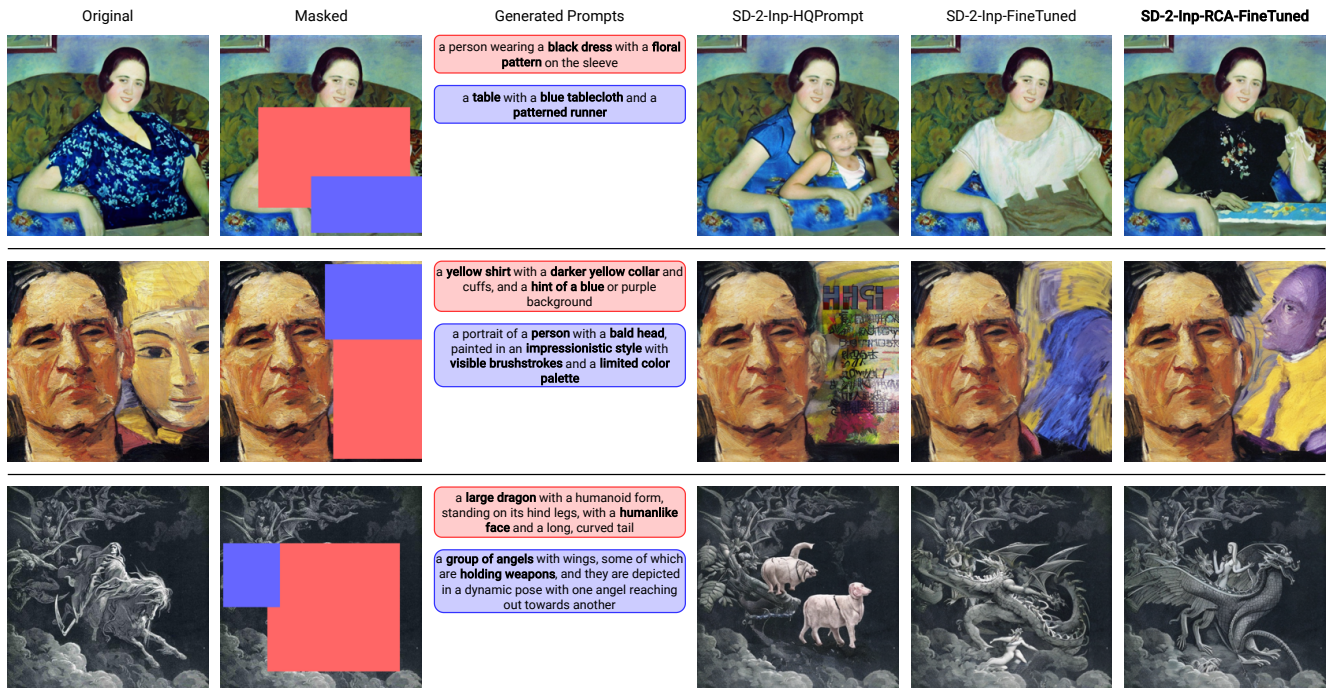 Original
Masked
Generated Prompts
SD-2-Inp-HQPrompt
SD-2-Inp-FineTuned
SD-2-Inp-RCA-FineTuned
a person wearing a black dress with a floral
pattern on the sleeve
a table with a blue tablecloth and a
patterned runner
a yellow shirt with a darker yellow collar and
cuffs, and a hint of a blue or purple
background
a portrait of a person with a bald head,
painted in an impressionistic style with
visible brushstrokes and a limited color
palette
a large dragon with a humanoid form,
standing on its hind legs, with a humanlike
face and a long, curved tail
a group of angels with wings, some of which
are holding weapons, and they are depicted
in a dynamic pose with one angel reaching
out towards another